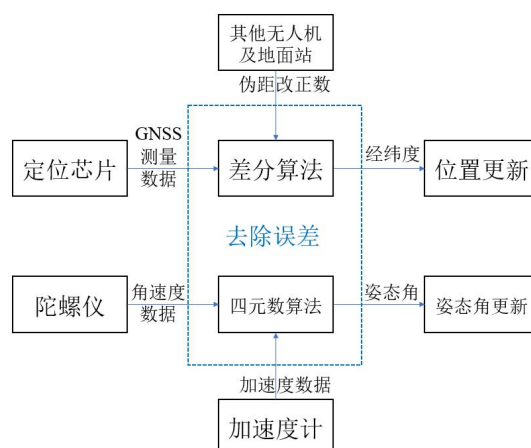 其他无人机
及地面站
伪距改正数
GNSS
测量
数据
定位芯片
差分算法
经纬度
位置更新
去除误差
陀螺仪
角速度
数据
四元数算法
姿态角
姿态角更新
加速度数据
加速度计